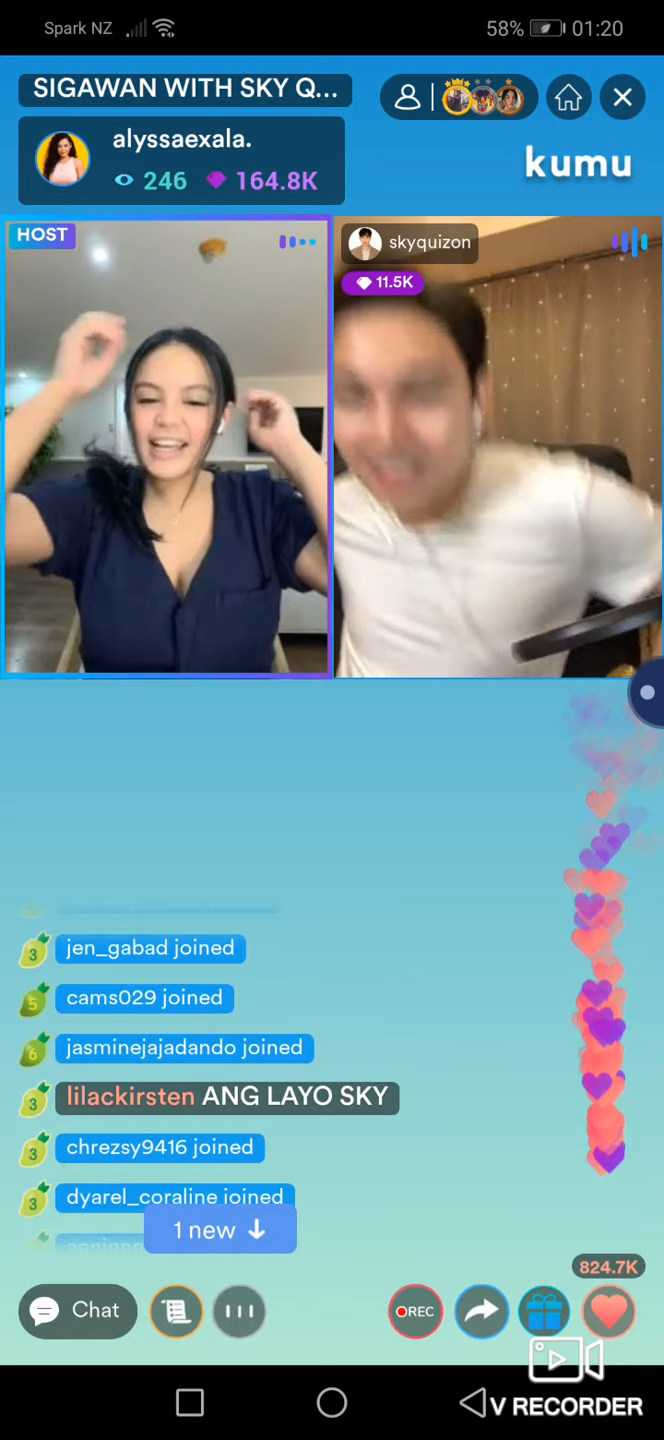 Spark NZ
58%
01:20
SIGAWAN WITH SKY Q...
alyssaexala.
246
164.8K
kumu
HOST
skyquizon
11.5K
3 jen_gabad joined
5 cams029 joined
6 jasminejajadando joined
3 lilackirsten ANG LAYO SKY
3 chrezsy9416 joined
3 dyarel_coraline joined
1 new
824.7K
Chat
REC
V RECORDER